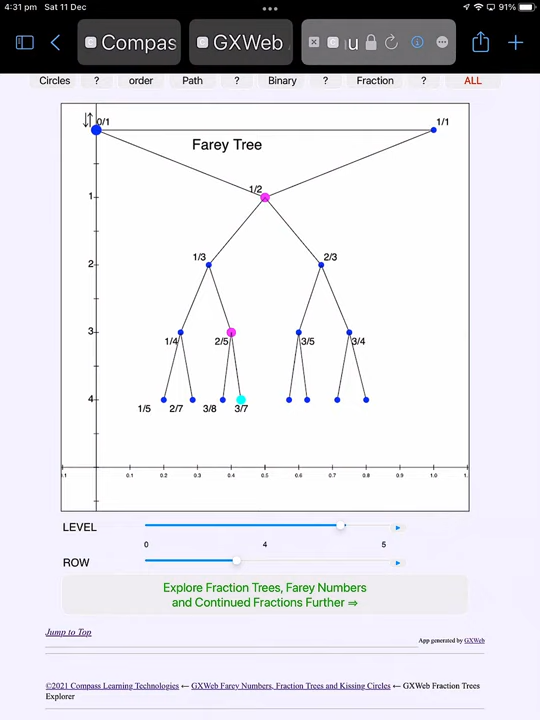 4:31 pm Sat 11 Dec
91%
Compas
GXWeb
Circles ? order Path ? Binary ? Fraction ? ALL
0/1
1/1
Farey Tree
1/2
1
1/3
2/3
2
3
1/4
2/5
3/5
3/4
4
1/5
2/7
3/8
3/7
0.1 0.2 0.3 0.4 0.5 0.6 0.7 0.8 0.9 1.0 1.1
LEVEL
0 4 5
ROW
Explore Fraction Trees, Farey Numbers
and Continued Fractions Further ⇒
Jump to Top
App generated by GXWeb
©2021 Compass Learning Technologies ← GXWeb Farey Numbers, Fraction Trees and Kissing Circles ← GXWeb Fraction Trees
Explorer